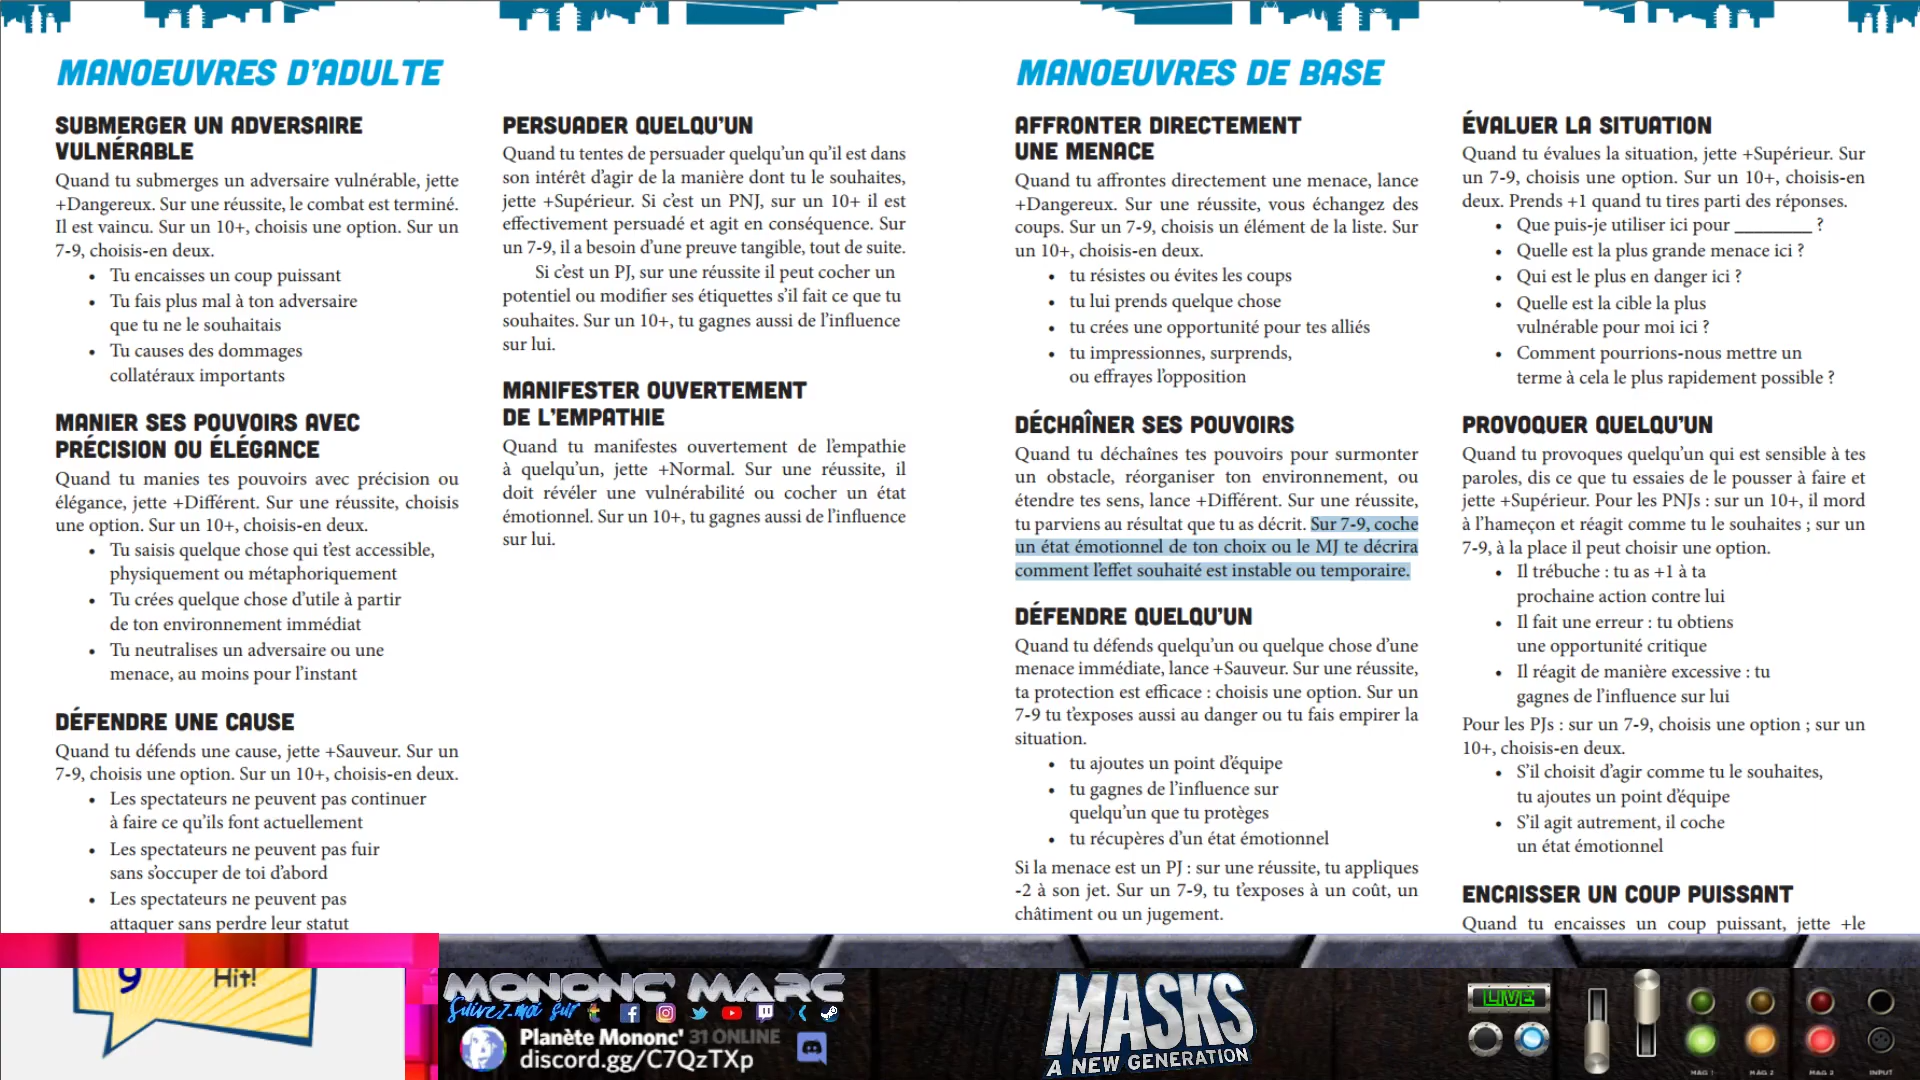 MANOEUVRES D'ADULTE
SUBMERGER UN ADVERSAIRE
VULNÉRABLE
Quand tu submerges un adversaire vulnérable, jette
+Dangereux. Sur une réussite, le combat est terminé.
Il est vaincu. Sur un 10+, choisis une option. Sur un
7-9, choisis-en deux.
• Tu encaisses un coup puissant
• Tu fais plus mal à ton adversaire
que tu ne le souhaitais
• Tu causes des dommages
collatéraux importants
MANIER SES POUVOIRS AVEC
PRÉCISION OU ÉLÉGANCE
Quand tu manies tes pouvoirs avec précision ou
élégance, jette +Différent. Sur une réussite, choisis
une option. Sur un 10+, choisis-en deux.
• Tu saisis quelque chose qui t'est accessible,
physiquement ou métaphoriquement
• Tu crées quelque chose d'utile à partir
de ton environnement immédiat
• Tu neutralises un adversaire ou une
menace, au moins pour l'instant
DÉFENDRE UNE CAUSE
Quand tu défends une cause, jette +Sauveur. Sur un
7-9, choisis une option. Sur un 10+, choisis-en deux.
• Les spectateurs ne peuvent pas continuer
à faire ce qu'ils font actuellement
• Les spectateurs ne peuvent pas fuir
sans s'occuper de toi d'abord
• Les spectateurs ne peuvent pas
attaquer sans perdre leur statut
PERSUADER QUELQU'UN
Quand tu tentes de persuader quelqu'un qu'il est dans
son intérêt d'agir de la manière dont tu le souhaites,
jette +Supérieur. Si c'est un PNJ, sur un 10+ il est
effectivement persuadé et agit en conséquence. Sur
un 7-9, il a besoin d'une preuve tangible, tout de suite.
Si c'est un PJ, sur une réussite il peut cocher un
potentiel ou modifier ses étiquettes s'il fait ce que tu
souhaites. Sur un 10+, tu gagnes aussi de l'influence
sur lui.
MANIFESTER OUVERTEMENT
DE L'EMPATHIE
Quand tu manifestes ouvertement de l'empathie
à quelqu'un, jette +Normal. Sur une réussite, il
doit révéler une vulnérabilité ou cocher un état
émotionnel. Sur un 10+, tu gagnes aussi de l'influence
sur lui.
MANOEUVRES DE BASE
AFFRONTER DIRECTEMENT
UNE MENACE
Quand tu affrontes directement une menace, lance
+Dangereux. Sur une réussite, vous échangez des
coups. Sur un 7-9, choisis un élément de la liste. Sur
un 10+, choisis-en deux.
• tu résistes ou évites les coups
• tu lui prends quelque chose
• tu crées une opportunité pour tes alliés
• tu impressionnes, surprends,
ou effrayes l'opposition
DÉCHAÎNER SES POUVOIRS
Quand tu déchaînes tes pouvoirs pour surmonter
un obstacle, réorganiser ton environnement, ou
étendre tes sens, lance +Différent. Sur une réussite,
tu parviens au résultat que tu as décrit. Sur 7-9, coche
un état émotionnel de ton choix ou le MJ te décrira
comment l'effet souhaité est instable ou temporaire.
DÉFENDRE QUELQU'UN
Quand tu défends quelqu'un ou quelque chose d'une
menace immédiate, lance +Sauveur. Sur une réussite,
ta protection est efficace : choisis une option. Sur un
7-9 tu t'exposes aussi au danger ou tu fais empirer la
situation.
• tu ajoutes un point d'équipe
• tu gagnes de l'influence sur
quelqu'un que tu protèges
• tu récupères d'un état émotionnel
Si la menace est un PJ : sur une réussite, tu appliques
-2 à son jet. Sur un 7-9, tu t'exposes à un coût, un
châtiment ou un jugement.
ÉVALUER LA SITUATION
Quand tu évalues la situation, jette +Supérieur. Sur
un 7-9, choisis une option. Sur un 10+, choisis-en
deux. Prends +1 quand tu tires parti des réponses.
• Que puis-je utiliser ici pour ________ ?
• Quelle est la plus grande menace ici ?
• Qui est le plus en danger ici ?
• Quelle est la cible la plus
vulnérable pour moi ici ?
• Comment pourrions-nous mettre un
terme à cela le plus rapidement possible ?
PROVOQUER QUELQU'UN
Quand tu provoques quelqu'un qui est sensible à tes
paroles, dis ce que tu essaies de le pousser à faire et
jette +Supérieur. Pour les PNJs : sur un 10+, il mord
à l'hameçon et réagit comme tu le souhaites ; sur un
7-9, à la place il peut choisir une option.
• Il trébuche : tu as +1 à ta
prochaine action contre lui
• Il fait une erreur : tu obtiens
une opportunité critique
• Il réagit de manière excessive : tu
gagnes de l'influence sur lui
Pour les PJs : sur un 7-9, choisis une option ; sur un
10+, choisis-en deux.
• S'il choisit d'agir comme tu le souhaites,
tu ajoutes un point d'équipe
• S'il agit autrement, il coche
un état émotionnel
ENCAISSER UN COUP PUISSANT
Quand tu encaisses un coup puissant, jette +le
9 Hit!
MONONC' MARC
Suivez-moi sur
Planète Mononc' 31 ONLINE
discord.gg/C7QzTXp
MASKS
A NEW GENERATION
LIVE
MAG 1 MAG 2 MAG 3 INPUT